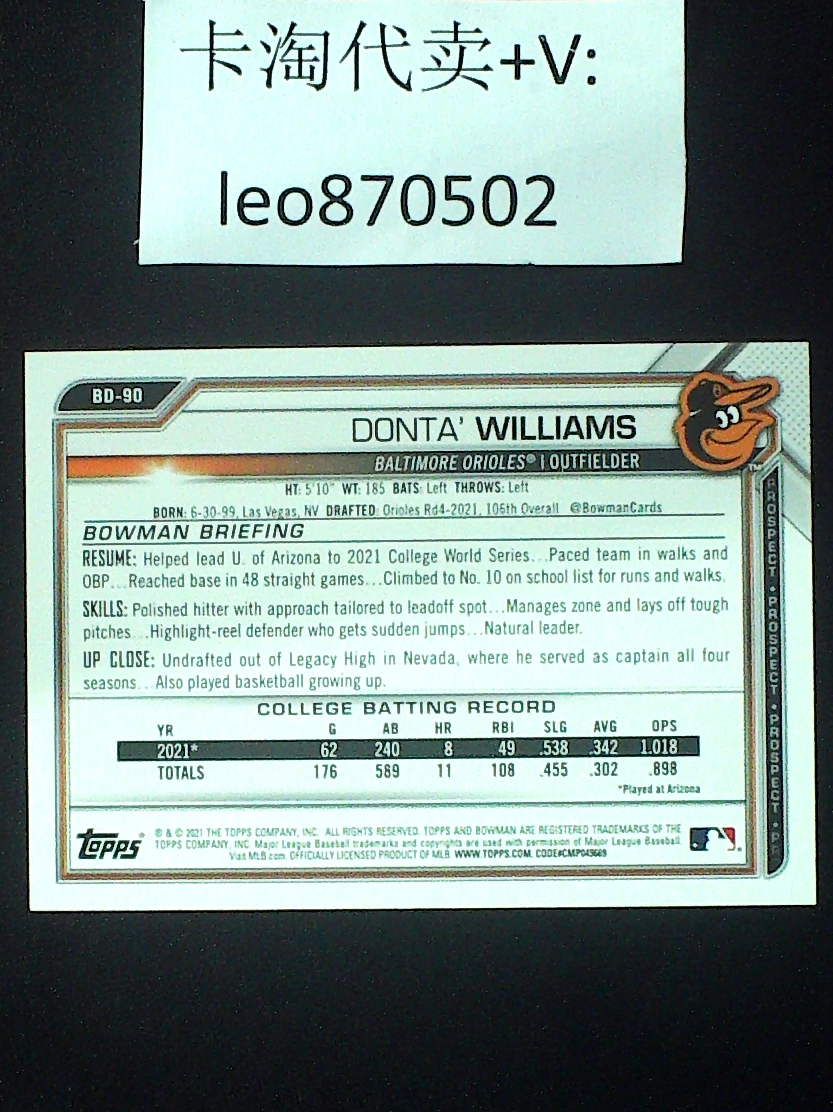 卡淘代卖+V:
leo870502
BD-90
DONTA' WILLIAMS
BALTIMORE ORIOLES® | OUTFIELDER
HT: 5'10" WT: 185 BATS: Left THROWS: Left
BORN: 6-30-99, Las Vegas, NV DRAFTED: Orioles Rd4-2021, 106th Overall @BowmanCards
BOWMAN BRIEFING
RESUME: Helped lead U. of Arizona to 2021 College World Series...Paced team in walks and
OBP...Reached base in 48 straight games...Climbed to No. 10 on school list for runs and walks.
SKILLS: Polished hitter with approach tailored to leadoff spot...Manages zone and lays off tough
pitches...Highlight-reel defender who gets sudden jumps...Natural leader.
UP CLOSE: Undrafted out of Legacy High in Nevada, where he served as captain all four
seasons...Also played basketball growing up.
COLLEGE BATTING RECORD
YR G AB HR RBI SLG AVG OPS
2021* 62 240 8 49 .538 .342 1.018
TOTALS 176 589 11 108 .455 .302 .898
*Played at Arizona
PROSPECT • PROSPECT • PROSPECT • PR
Topps®
® & © 2021 THE TOPPS COMPANY, INC. ALL RIGHTS RESERVED. TOPPS AND BOWMAN ARE REGISTERED TRADEMARKS OF THE
TOPPS COMPANY, INC. Major League Baseball trademarks and copyrights are used with permission of Major League Baseball.
Visit MLB.com. OFFICIALLY LICENSED PRODUCT OF MLB. WWW.TOPPS.COM. CODE#CMP045669